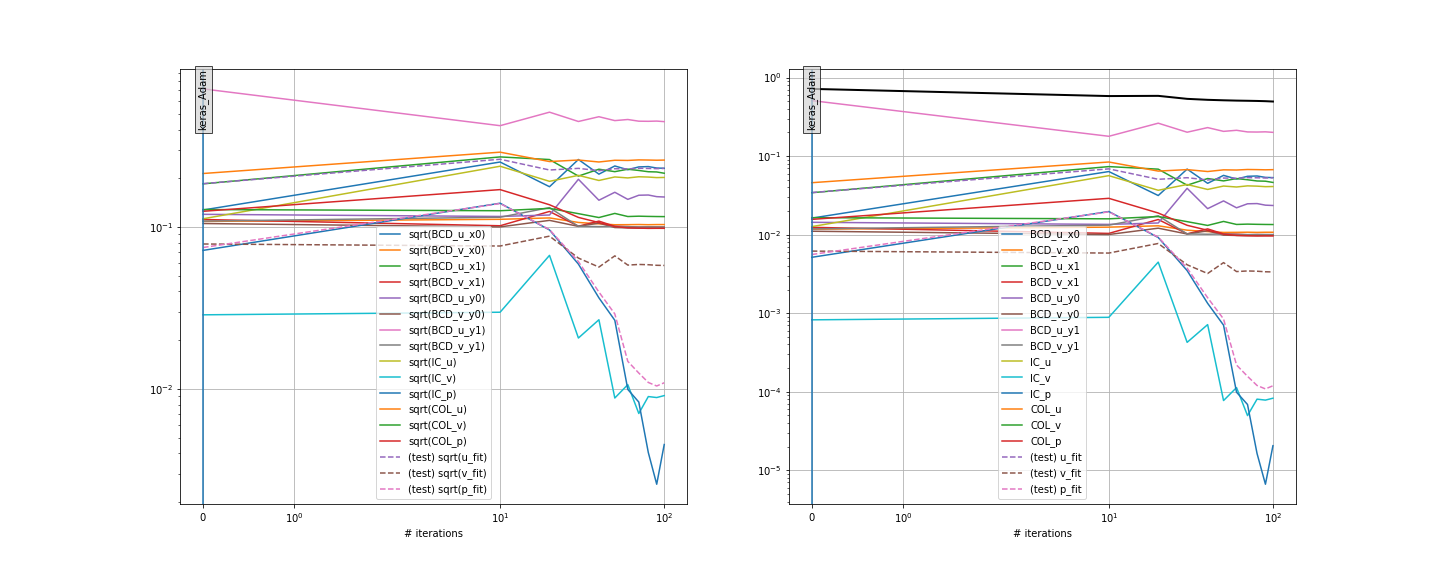 keras_Adam
10⁻¹
10⁻²
sqrt(BCD_u_x0)
sqrt(BCD_v_x0)
sqrt(BCD_u_x1)
sqrt(BCD_v_x1)
sqrt(BCD_u_y0)
sqrt(BCD_v_y0)
sqrt(BCD_u_y1)
sqrt(BCD_v_y1)
sqrt(IC_u)
sqrt(IC_v)
sqrt(IC_p)
sqrt(COL_u)
sqrt(COL_v)
sqrt(COL_p)
(test) sqrt(u_fit)
(test) sqrt(v_fit)
(test) sqrt(p_fit)
0 10⁰ 10¹ 10²
# iterations
keras_Adam
10⁰
10⁻¹
10⁻²
10⁻³
10⁻⁴
10⁻⁵
BCD_u_x0
BCD_v_x0
BCD_u_x1
BCD_v_x1
BCD_u_y0
BCD_v_y0
BCD_u_y1
BCD_v_y1
IC_u
IC_v
IC_p
COL_u
COL_v
COL_p
(test) u_fit
(test) v_fit
(test) p_fit
0 10⁰ 10¹ 10²
# iterations